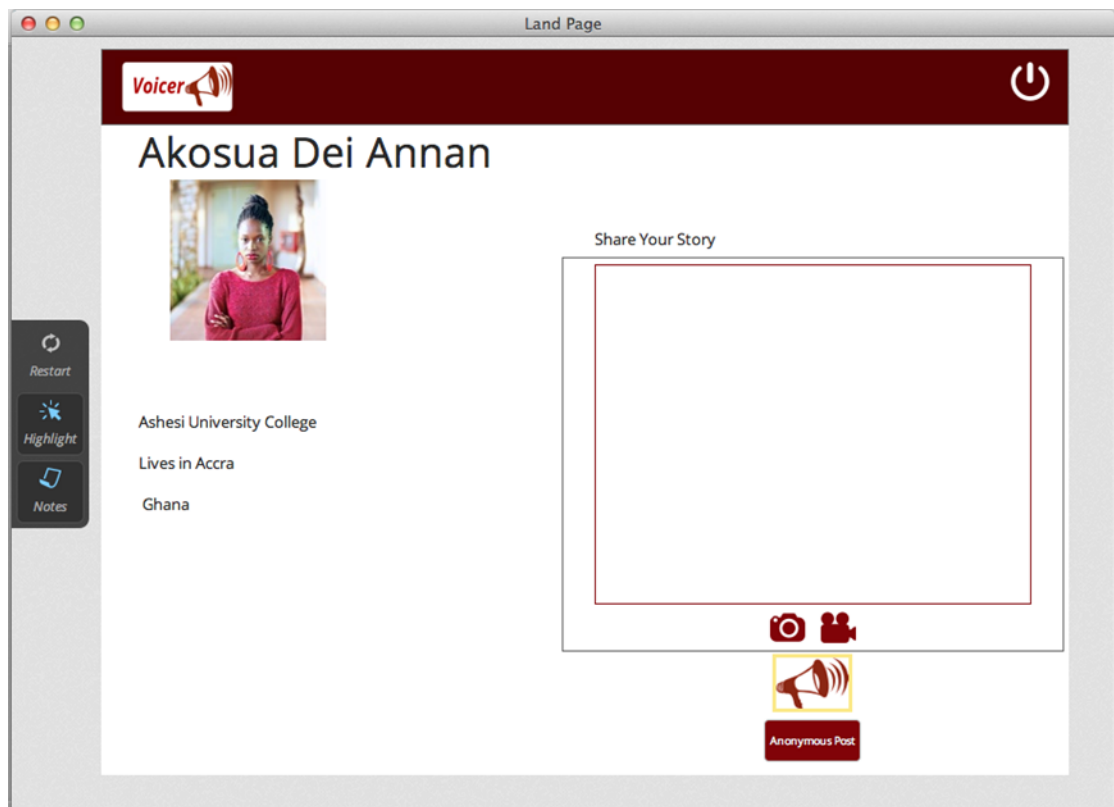 Land Page
Voicer
Akosua Dei Annan
Share Your Story
Restart
Highlight
Notes
Ashesi University College
Lives in Accra
Ghana
Anonymous Post